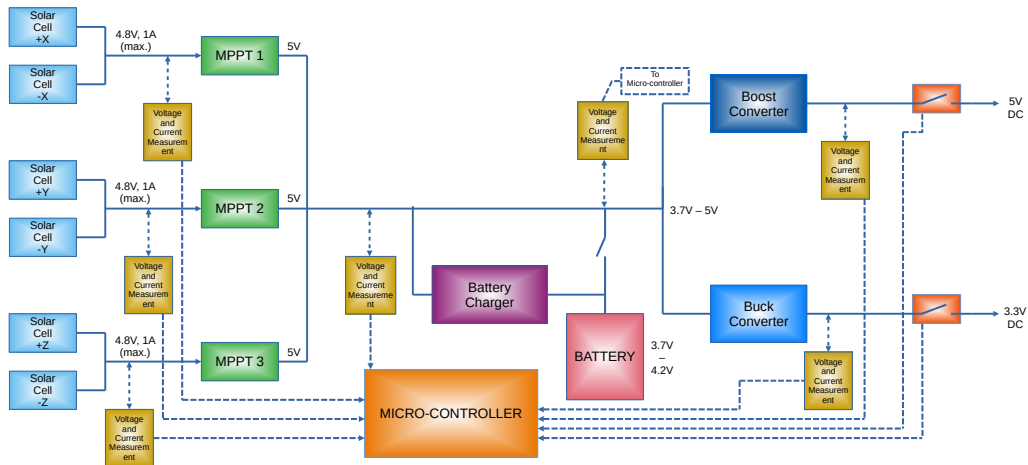 Solar
Cell
+X
4.8V, 1A
(max.)
MPPT 1
5V
Solar
Cell
-X
Voltage
and
Current
Measurem
ent
To
Micro-controller
Voltage
and
Current
Measureme
nt
Boost
Converter
5V
DC
Voltage
and
Current
Measurem
ent
Solar
Cell
+Y
4.8V, 1A
(max.)
MPPT 2
5V
Solar
Cell
-Y
3.7V – 5V
Voltage
and
Current
Measurem
ent
Voltage
and
Current
Measureme
nt
Battery
Charger
Buck
Converter
3.3V
DC
Solar
Cell
+Z
4.8V, 1A
(max.)
MPPT 3
5V
Solar
Cell
-Z
BATTERY
3.7V
–
4.2V
Voltage
and
Current
Measurem
ent
Voltage
and
Current
Measurem
ent
MICRO-CONTROLLER